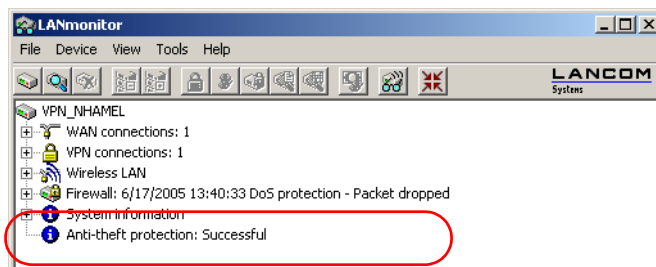 LANmonitor
File Device View Tools Help
LANCOM
Systems
VPN_NHAMEL
WAN connections: 1
VPN connections: 1
Wireless LAN
Firewall: 6/17/2005 13:40:33 DoS protection - Packet dropped
System information
Anti-theft protection: Successful